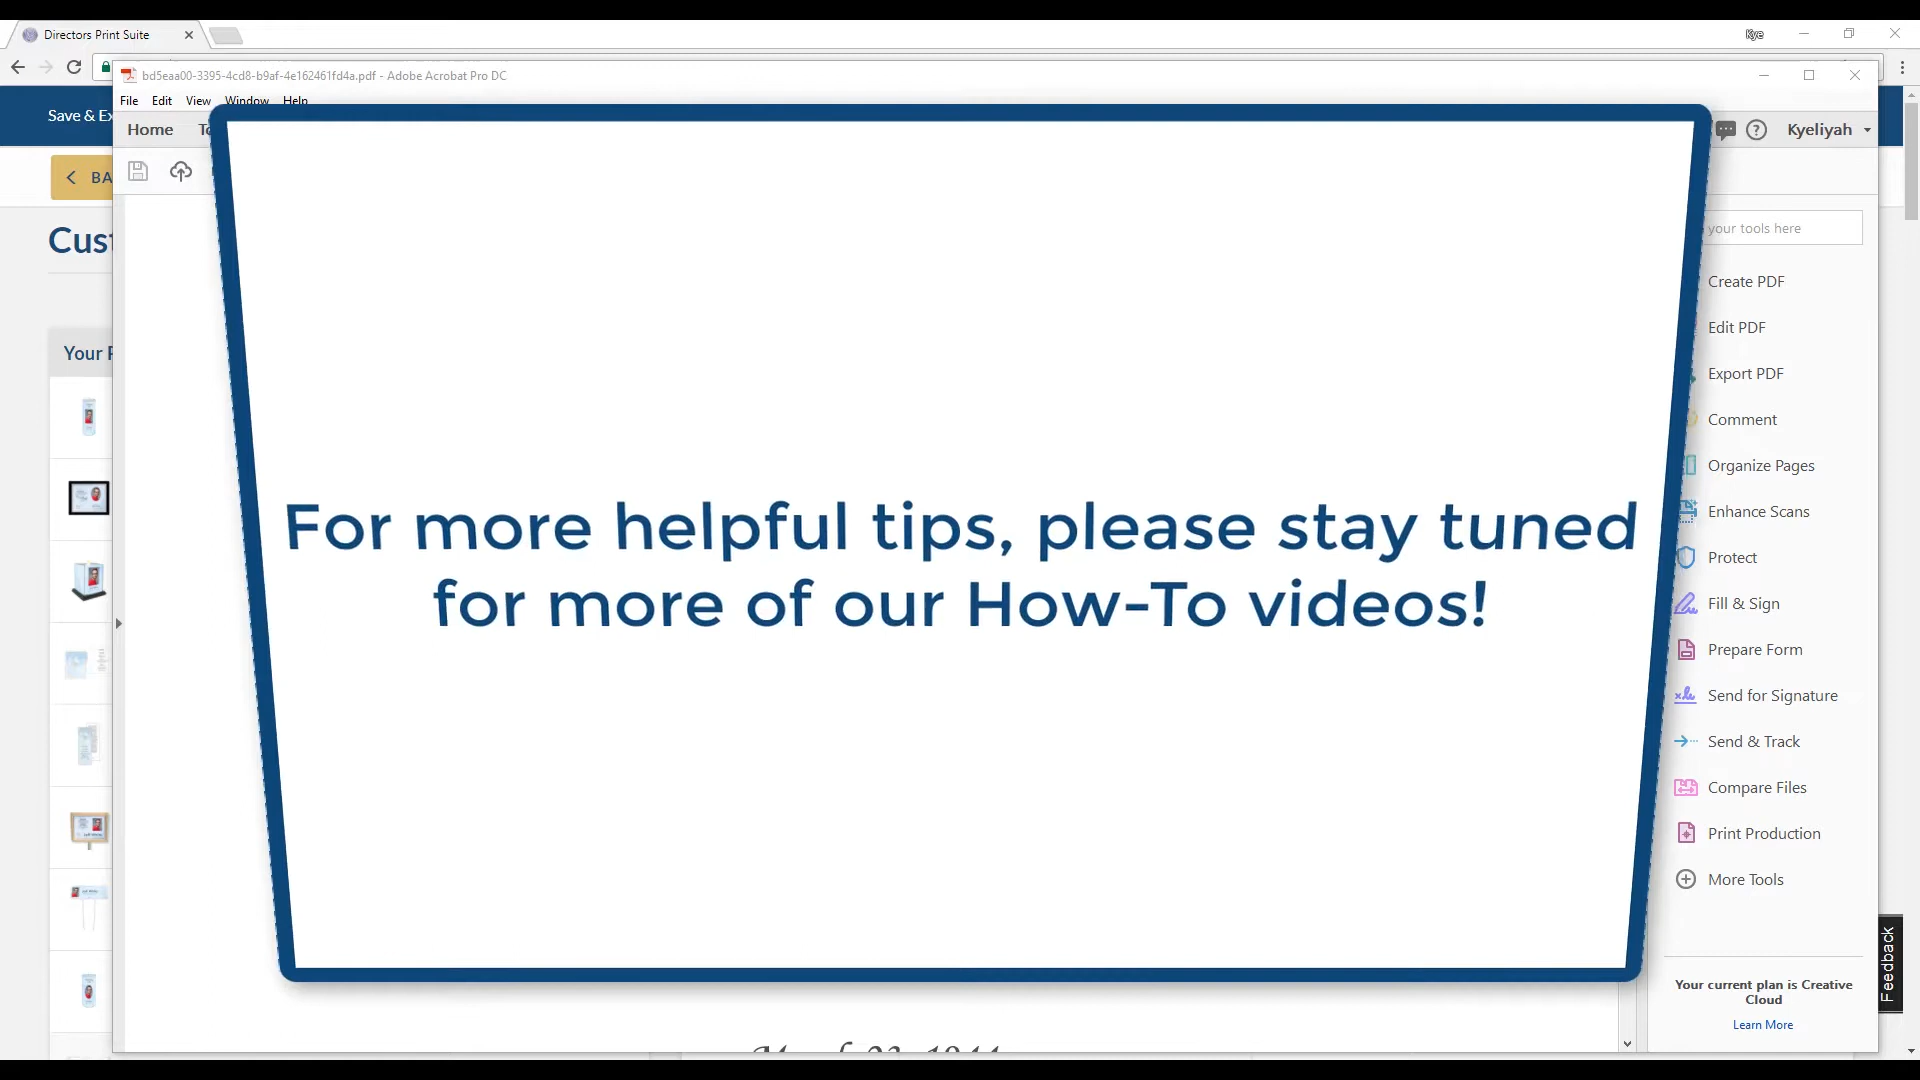 Directors Print Suite
Kye
bd5eaa00-3395-4cd8-b9af-4e162461fd4a.pdf - Adobe Acrobat Pro DC
File Edit View Window Help
Save & Ex
Home To
Kyeliyah
BA
your tools here
Cust
Create PDF
Edit PDF
Your P
Export PDF
Comment
Organize Pages
Enhance Scans
For more helpful tips, please stay tuned
for more of our How-To videos!
Protect
Fill & Sign
Prepare Form
Send for Signature
Send & Track
Compare Files
Print Production
More Tools
Feedback
Your current plan is Creative
Cloud
Learn More